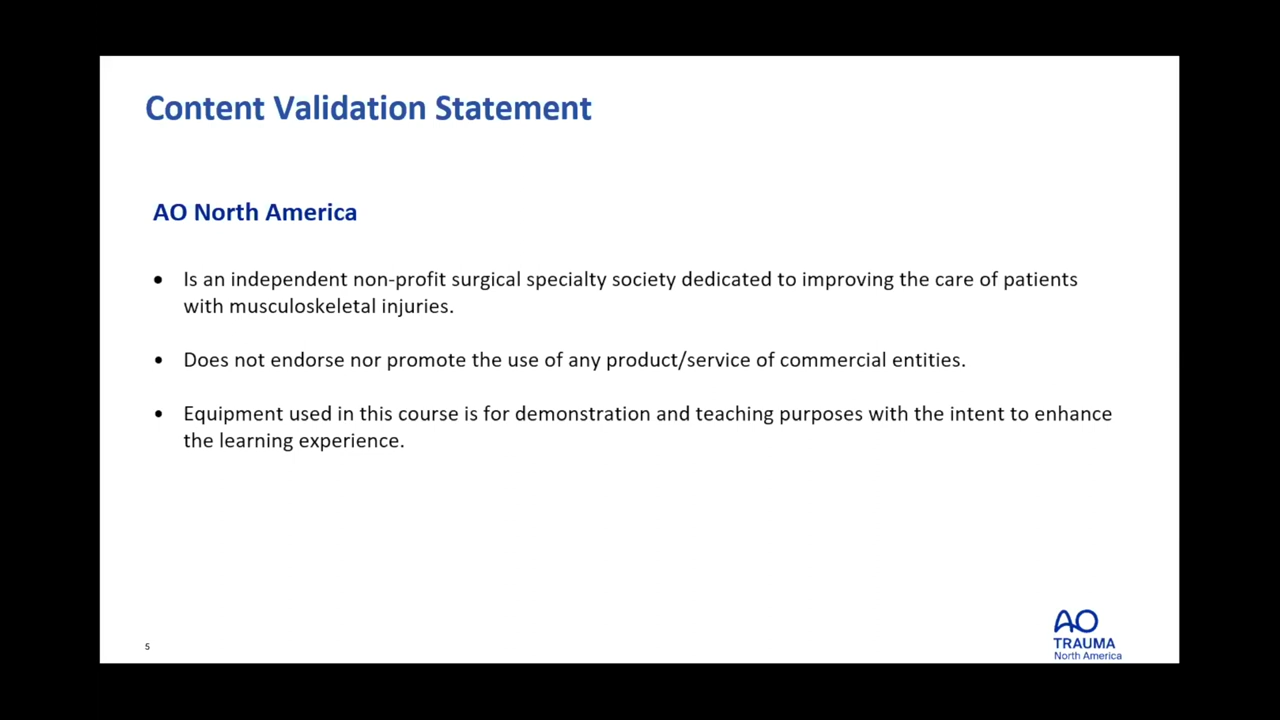 Content Validation Statement
AO North America
• Is an independent non-profit surgical specialty society dedicated to improving the care of patients
with musculoskeletal injuries.
• Does not endorse nor promote the use of any product/service of commercial entities.
• Equipment used in this course is for demonstration and teaching purposes with the intent to enhance
the learning experience.
5
AO
TRAUMA
North America